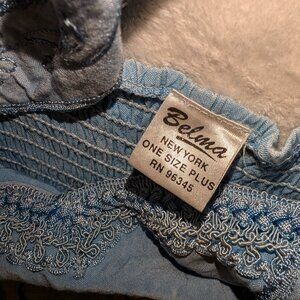 Belma
NEW YORK
ONE SIZE PLUS
RN 96345